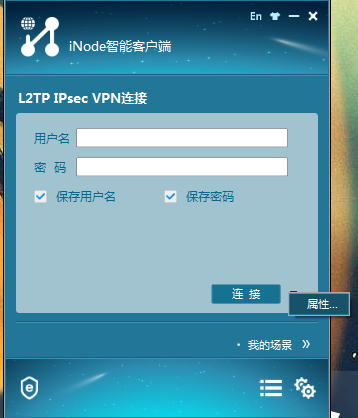 En
iNode智能客户端
L2TP IPsec VPN连接
用户名
密 码
保存用户名 保存密码
连 接
属性...
• 我的场景 »
e